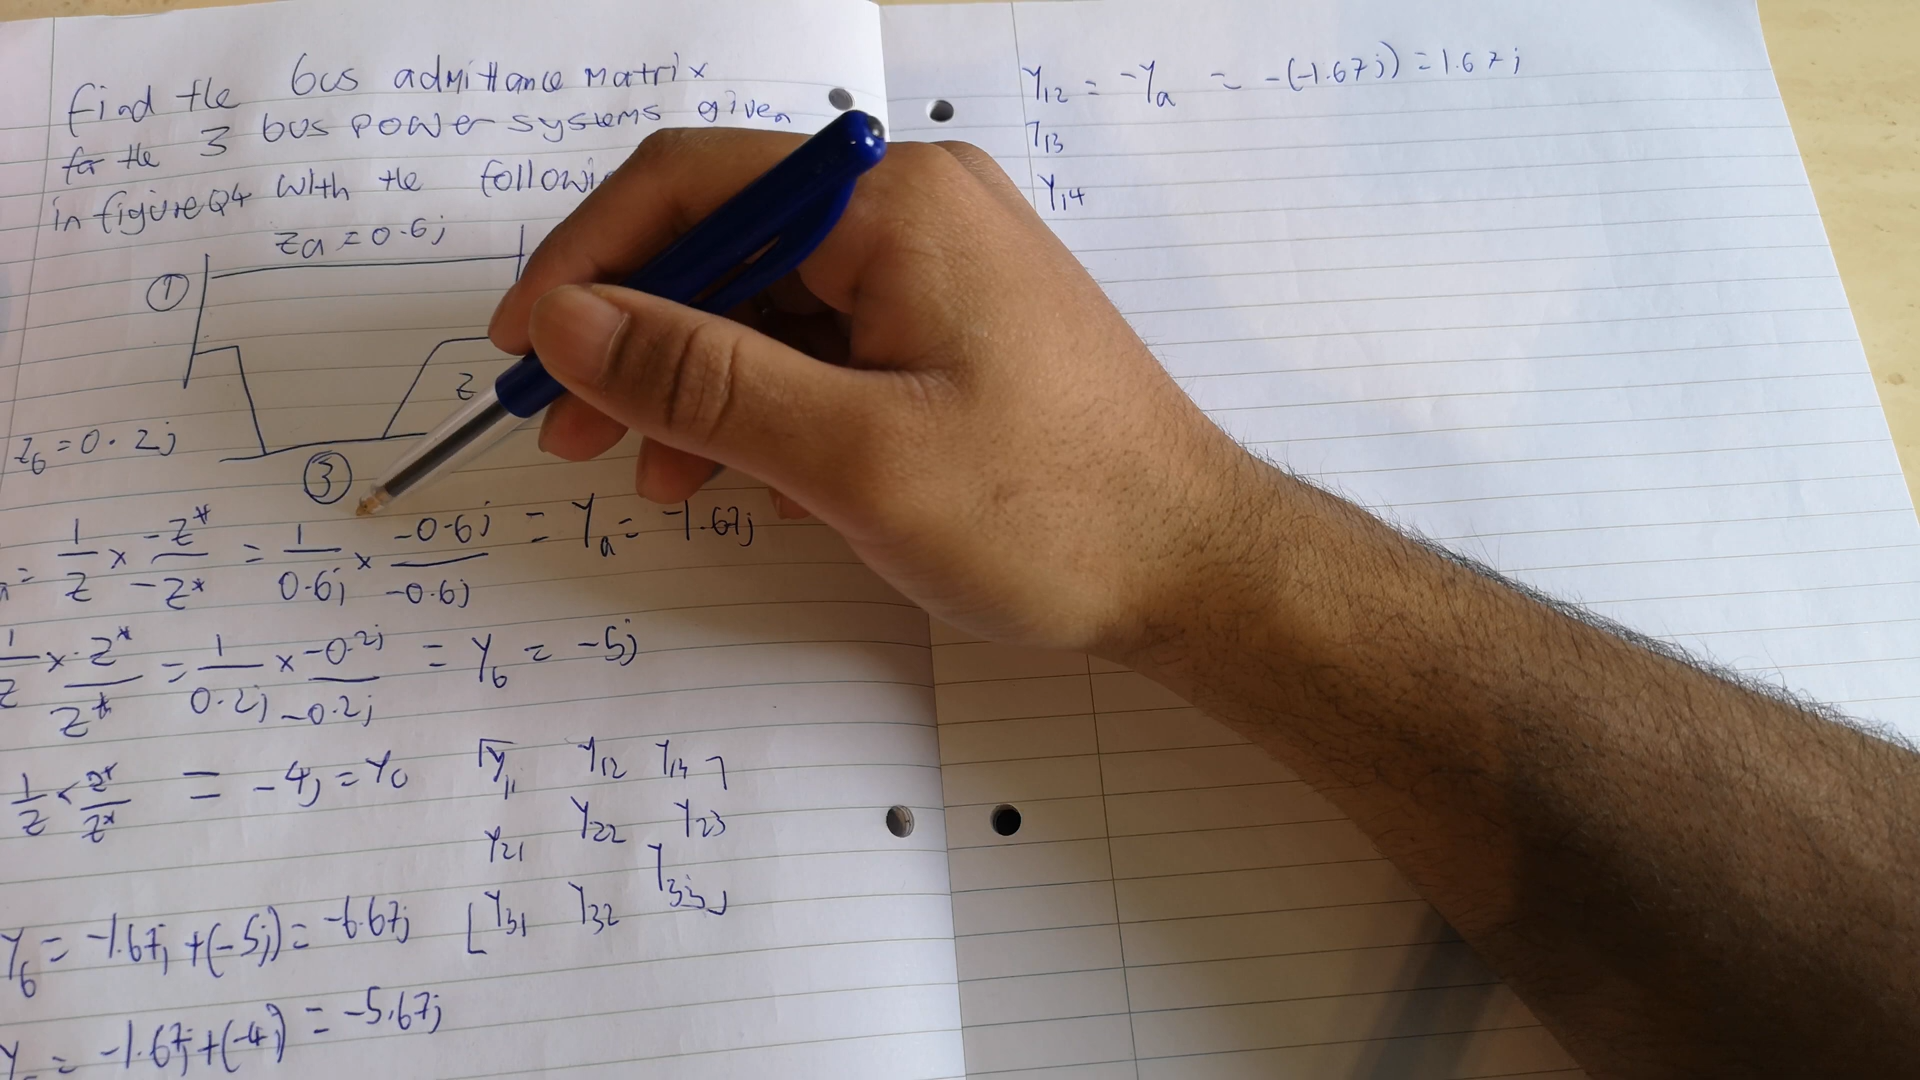 find the bus admittance matrix
for the 3 bus power systems given
in figure Q4 with the
za = 0.6j
1
z
z6 = 0.2j
3
= 1/z × -z*/-z* = 1/0.6j × -0.6j/-0.6j = Ya = -1.67j
1/z × -z*/z* = 1/0.2j × -0.2j/-0.2j = Y6 = -5j
1/z × z*/z* = -4j = Yc
Y11 Y12 Y13
Y21 Y22 Y23
Y31 Y32 Y33
Y6 = -1.67j + (-5j) = -6.67j
= -1.67j + (-4j) = -5.67j
Y12 = -Ya = -(-1.67j) = 1.67j
Y13
Y14